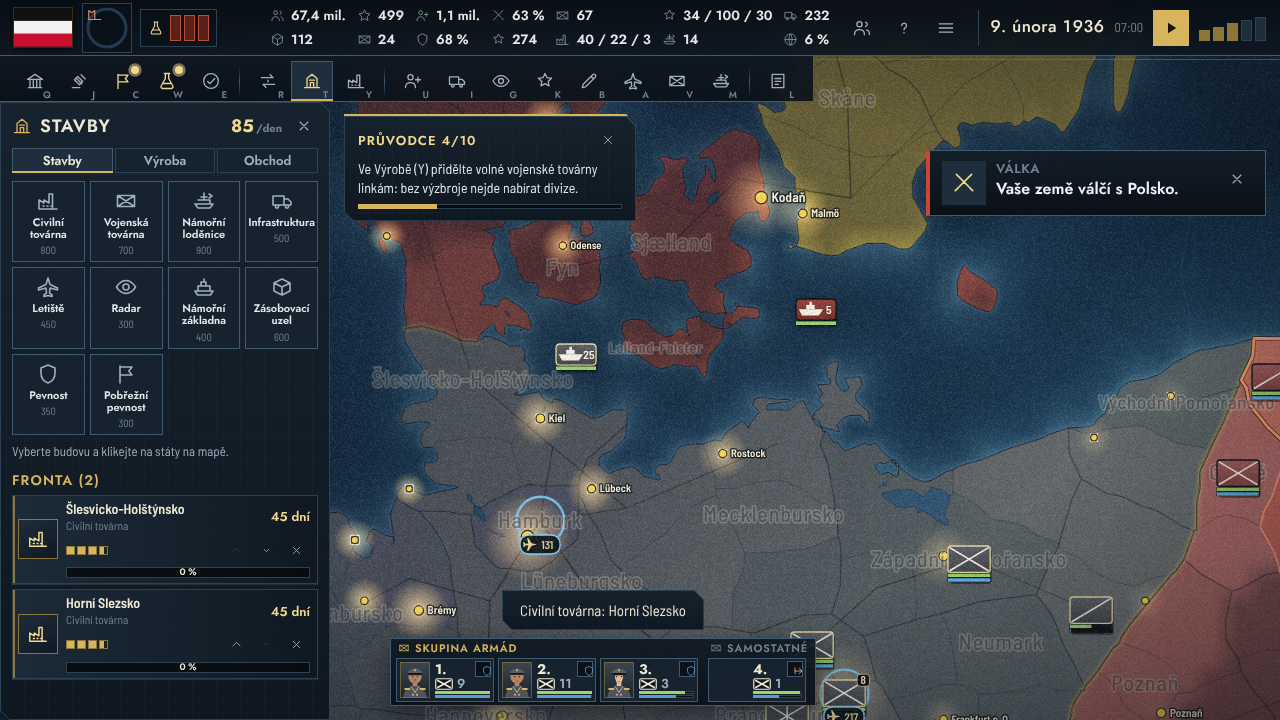 67,4 mil.
499
1,1 mil.
63 %
67
34 / 100 / 30
232
112
24
68 %
274
40 / 22 / 3
14
6 %
?
9. února 1936
07:00
Q
J
C
W
E
R
T
Y
U
I
G
K
B
A
V
M
L
STAVBY
85 /den
Stavby
Výroba
Obchod
Civilní továrna
800
Vojenská továrna
700
Námořní loděnice
900
Infrastruktura
500
Letiště
450
Radar
300
Námořní základna
400
Zásobovací uzel
600
Pevnost
350
Pobřežní pevnost
300
Vyberte budovu a klikejte na státy na mapě.
FRONTA (2)
Šlesvicko-Holštýnsko
Civilní továrna
45 dní
0 %
Horní Slezsko
Civilní továrna
45 dní
0 %
PRŮVODCE 4/10
Ve Výrobě (Y) přidělte volné vojenské továrny
linkám: bez výzbroje nejde nabírat divize.
VÁLKA
Vaše země válčí s Polskem.
Skåne
Kodaň
Malmö
Odense
Sjælland
Fyn
5
25
Lolland-Falster
Šlesvicko-Holštýnsko
Kiel
Východní Pomořansko
Rostock
Lübeck
Hamburk
131
Mecklenbursko
Lüneburgsko
Brémy
Neumark
Poznaň
Poznaň
Civilní továrna: Horní Slezsko
SKUPINA ARMÁD
SAMOSTATNÉ
1.
9
2.
11
3.
3
4.
1
8
217
Frankfurt n. O.